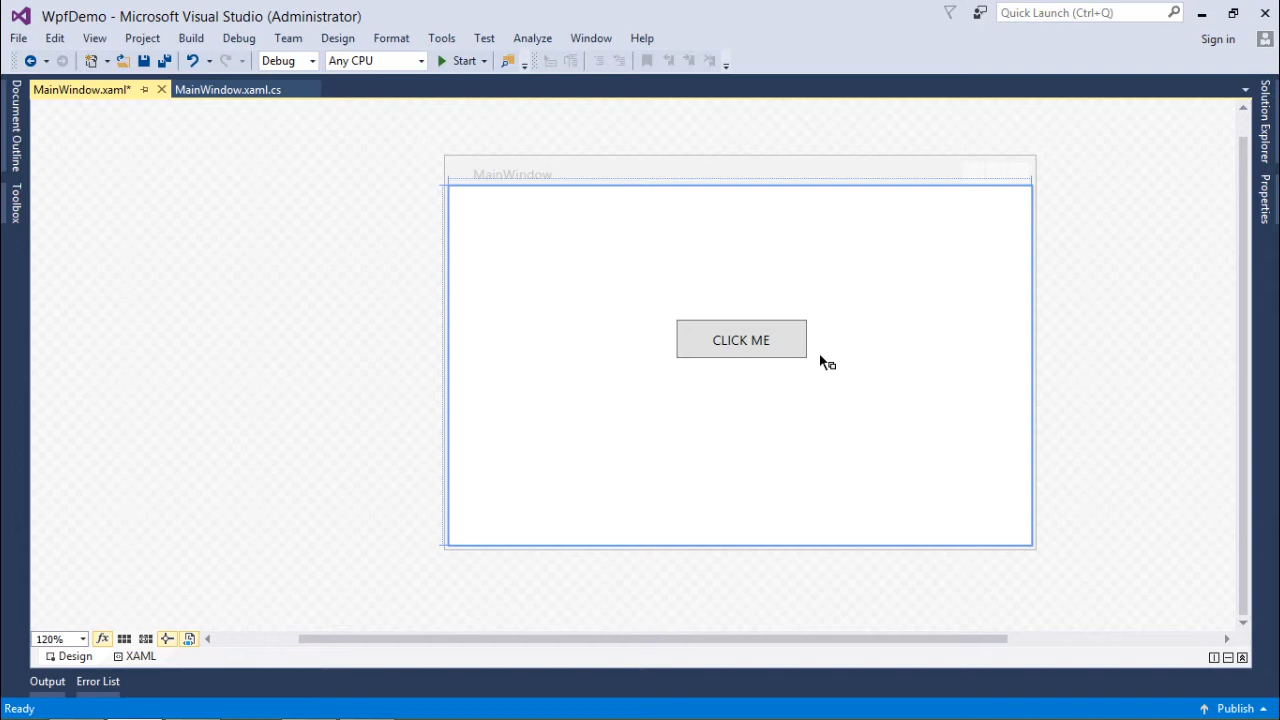 WpfDemo - Microsoft Visual Studio (Administrator)
Quick Launch (Ctrl+Q)
File Edit View Project Build Debug Team Design Format Tools Test Analyze Window Help
Sign in
Debug Any CPU Start
MainWindow.xaml* MainWindow.xaml.cs
Document Outline
Toolbox
Solution Explorer
Properties
MainWindow
CLICK ME
120% fx
Design XAML
Output Error List
Ready Publish